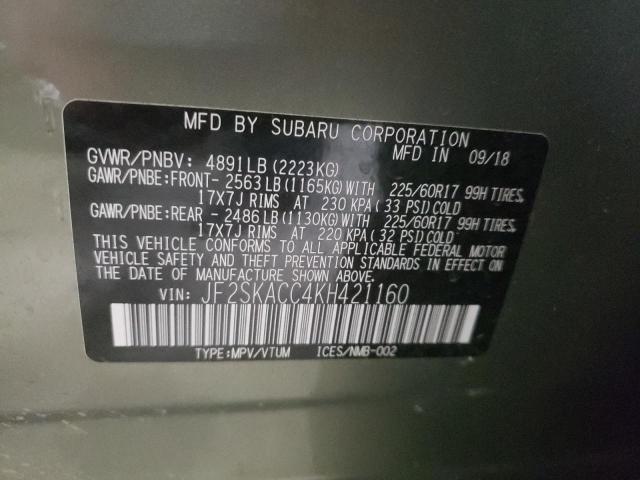 MFD BY SUBARU CORPORATION
MFD IN 09/18
GVWR/PNBV: 4891LB (2223KG)
GAWR/PNBE:FRONT- 2563LB (1165KG)WITH 225/60R17 99H TIRES,
17X7J RIMS AT 230 KPA (33 PSI)COLD
GAWR/PNBE:REAR - 2486LB (1130KG)WITH 225/60R17 99H TIRES,
17X7J RIMS AT 220 KPA (32 PSI)COLD
THIS VEHICLE CONFORMS TO ALL APPLICABLE FEDERAL MOTOR
VEHICLE SAFETY AND THEFT PREVENTION STANDARDS IN EFFECT ON
THE DATE OF MANUFACTURE SHOWN ABOVE.
VIN: JF2SKACC4KH421160
TYPE:MPV/VTUM ICES/NMB-002